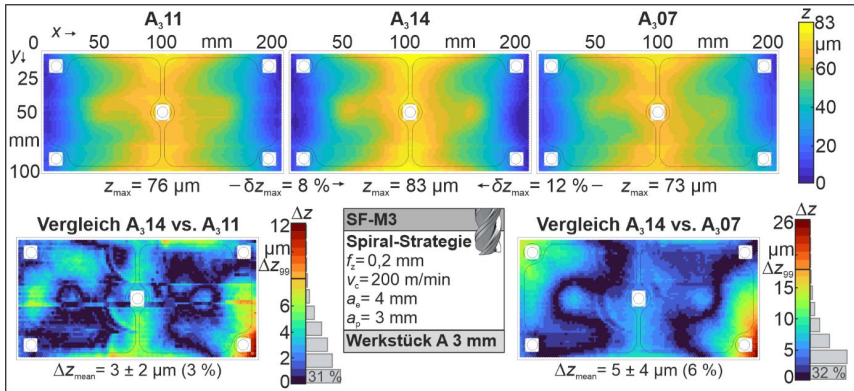 A₃11 A₃14 A₃07
x→
0 50 100 mm 200 50 100 mm 200 50 100 mm 200
y↓
25
50
mm
100
z
83
µm
60
40
20
0
z_max = 76 µm –δz_max = 8 % → z_max = 83 µm ←δz_max = 12 % – z_max = 73 µm
Vergleich A₃14 vs. A₃11
Δz
12
µm
Δz₉₉
6
4
2
0
31 %
Δz_mean = 3 ± 2 µm (3 %)
SF-M3
Spiral-Strategie
f_z = 0,2 mm
v_c = 200 m/min
a_e = 4 mm
a_p = 3 mm
Werkstück A 3 mm
Vergleich A₃14 vs. A₃07
Δz
26
µm
Δz₉₉
15
10
5
0
32 %
Δz_mean = 5 ± 4 µm (6 %)